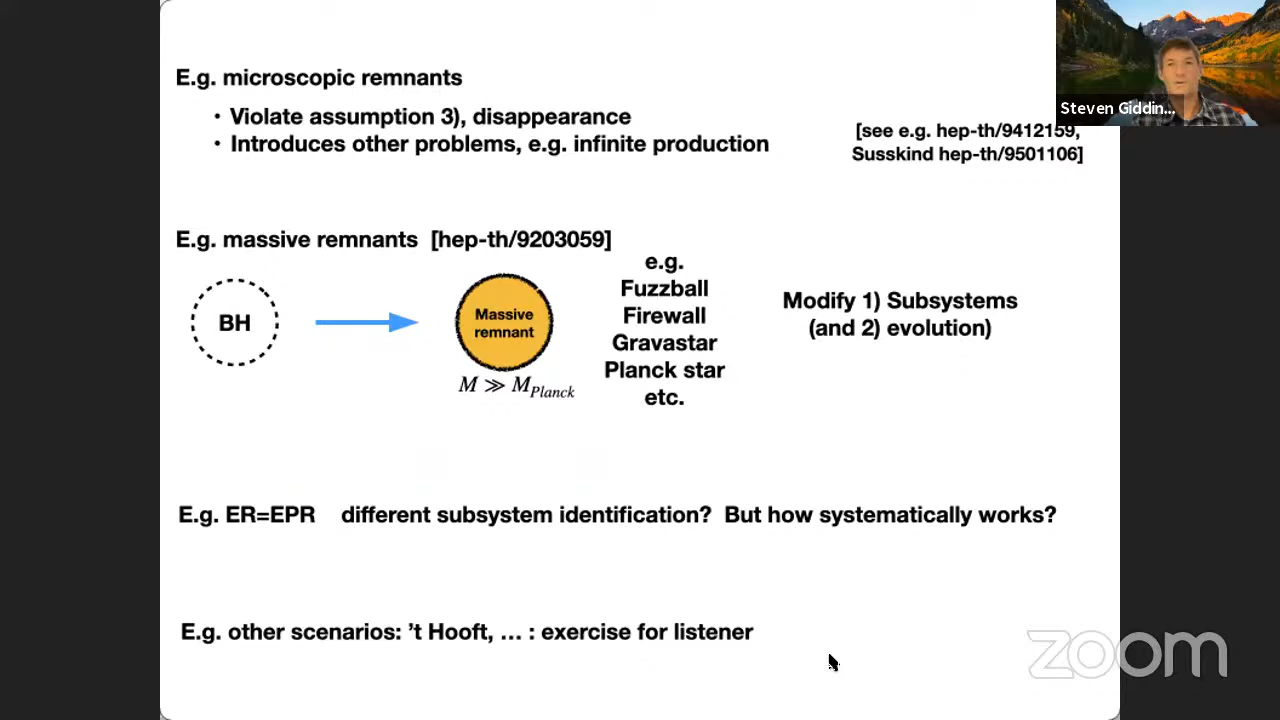 E.g. microscopic remnants
• Violate assumption 3), disappearance
• Introduces other problems, e.g. infinite production
[see e.g. hep-th/9412159,
Susskind hep-th/9501106]
Steven Giddin...
E.g. massive remnants [hep-th/9203059]
BH
Massive
remnant
M ≫ M_Planck
e.g.
Fuzzball
Firewall
Gravastar
Planck star
etc.
Modify 1) Subsystems
(and 2) evolution)
E.g. ER=EPR different subsystem identification? But how systematically works?
E.g. other scenarios: ’t Hooft, … : exercise for listener
zoom